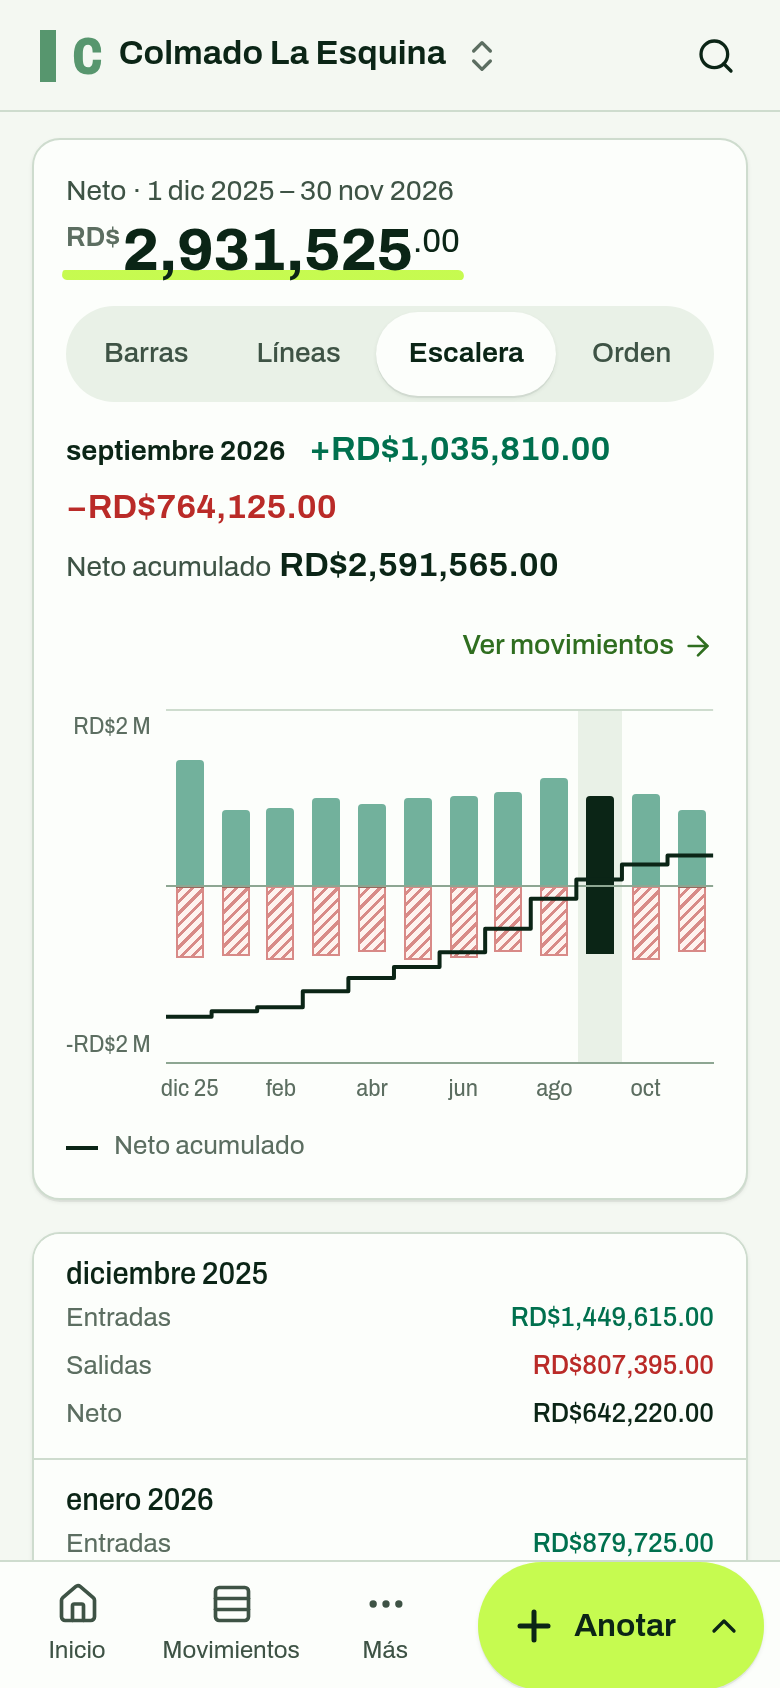 C Colmado La Esquina
Neto · 1 dic 2025 – 30 nov 2026
RD$2,931,525.00
Barras Líneas Escalera Orden
septiembre 2026 +RD$1,035,810.00
−RD$764,125.00
Neto acumulado RD$2,591,565.00
Ver movimientos →
RD$2 M
-RD$2 M
dic 25 feb abr jun ago oct
Neto acumulado
diciembre 2025
Entradas RD$1,449,615.00
Salidas RD$807,395.00
Neto RD$642,220.00
enero 2026
Entradas RD$879,725.00
Inicio Movimientos Más + Anotar